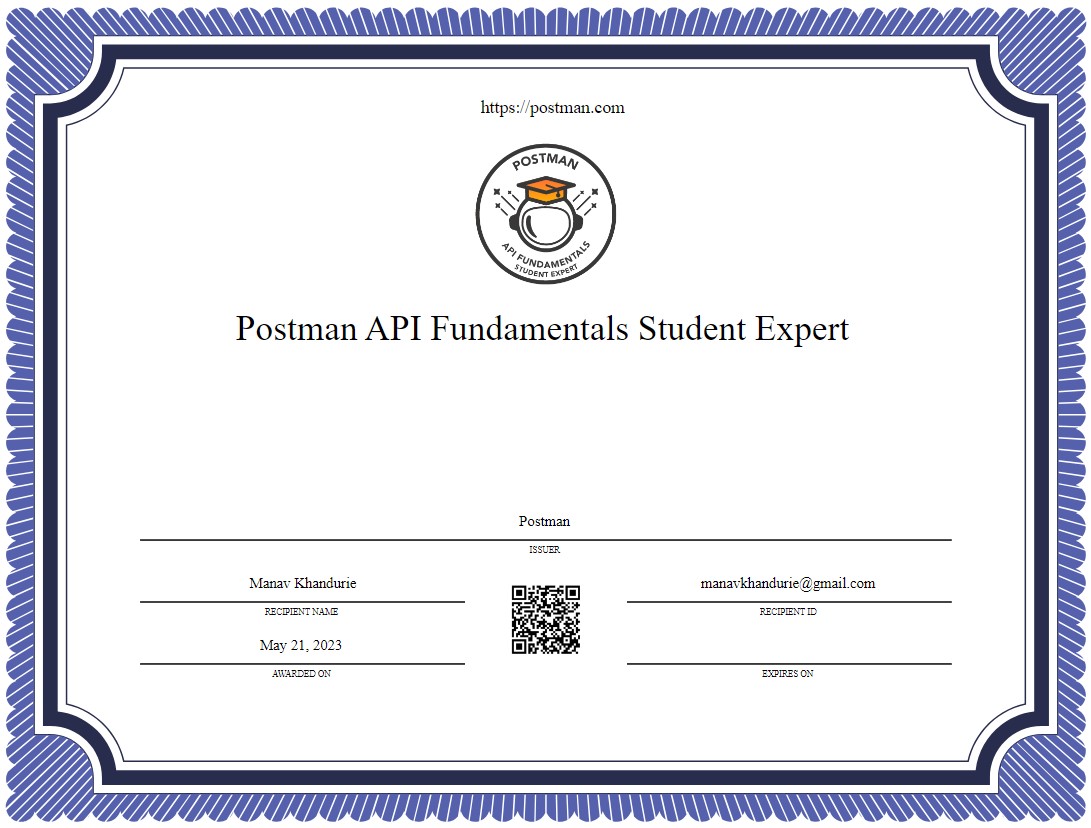 https://postman.com
POSTMAN
API FUNDAMENTALS
STUDENT EXPERT
Postman API Fundamentals Student Expert
Postman
ISSUER
Manav Khandurie
RECIPIENT NAME
manavkhandurie@gmail.com
RECIPIENT ID
May 21, 2023
AWARDED ON
EXPIRES ON